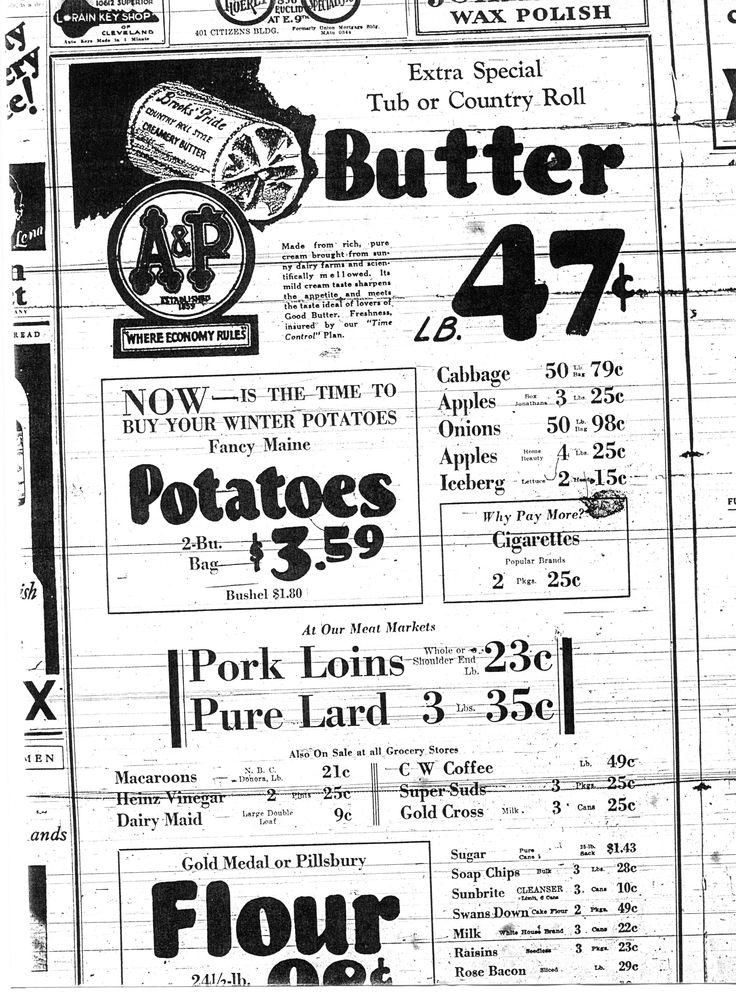 10612 SUPERIOR
LORAIN KEY SHOP
OF
CLEVELAND
Auto Keys Made in 1 Minute
EUCLID
AT E. 9TH
401 CITIZENS BLDG.
Formerly Union Mortgage Bldg.
MAin 0344
WAX POLISH
Extra Special
Tub or Country Roll
Butter
LB. 47¢
Brooks' Pride
COUNTRY ROLL STYLE
CREAMERY BUTTER
A&P
ESTABLISHED
1859
"WHERE ECONOMY RULES"
Made from rich, pure
cream brought from sun-
ny dairy farms and scien-
tifically mellowed. Its
mild cream taste sharpens
the appetite and meets
the taste ideal of lovers of
Good Butter. Freshness,
insured by our "Time
Control" Plan.
NOW—IS THE TIME TO
BUY YOUR WINTER POTATOES
Fancy Maine
Potatoes
2-Bu.
Bag $3.59
Bushel $1.80
Cabbage 50 Lb. Bag 79c
Apples Box Jonathans 3 Lbs. 25c
Onions 50 Lb. Bag 98c
Apples Rome Beauty 4 Lbs. 25c
Iceberg Lettuce 2 15c
Why Pay More?
Cigarettes
Popular Brands
2 Pkgs. 25c
At Our Meat Markets
Pork Loins Whole or Shoulder End Lb. 23c
Pure Lard 3 Lbs. 35c
Also On Sale at all Grocery Stores
Macaroons N. B. C. Lb. 21c
Heinz Vinegar 2 Pints 25c
Dairy Maid Large Double Loaf 9c
C W Coffee Lb. 49c
Super Suds 3 Pkgs. 25c
Gold Cross Milk 3 Cans 25c
Gold Medal or Pillsbury
Flour
24½-lb. 98¢
Sugar Pure Cane 25-lb. Sack $1.43
Soap Chips Bulk 3 Lbs. 28c
Sunbrite CLEANSER 3 Cans 10c
Limit, 6 Cans
Swans Down Cake Flour 2 Pkgs. 49c
Milk White House Brand 3 Cans 22c
Raisins Seedless 3 Pkgs. 23c
Rose Bacon Sliced Lb. 29c